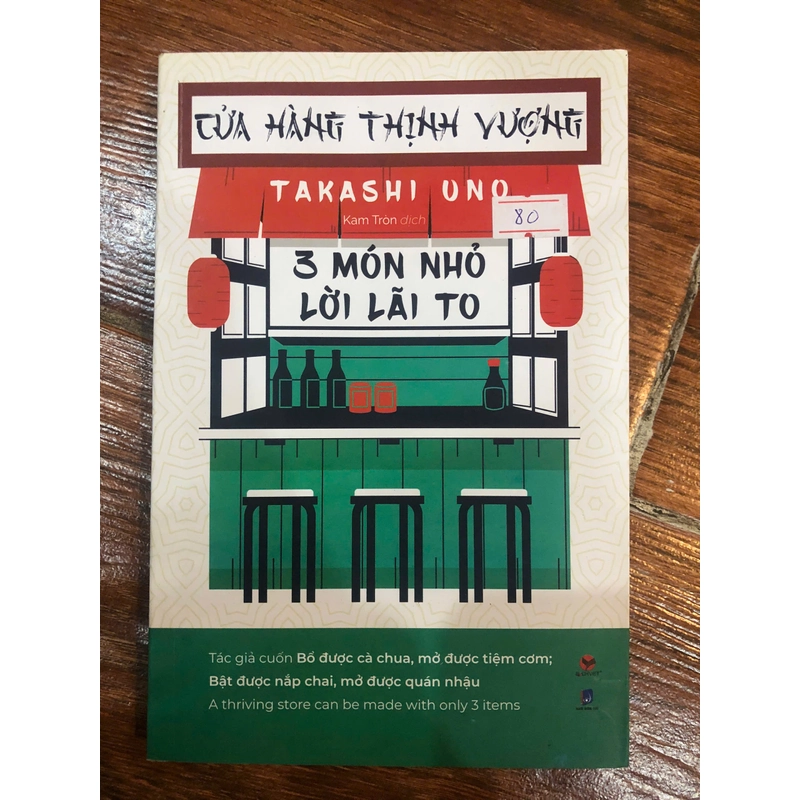 CỬA HÀNG THỊNH VƯỢNG
TAKASHI UNO
80
Kam Tròn dịch
3 MÓN NHỎ
LỜI LÃI TO
Tác giả cuốn Bổ được cà chua, mở được tiệm cơm;
Bật được nắp chai, mở được quán nhậu
A thriving store can be made with only 3 items